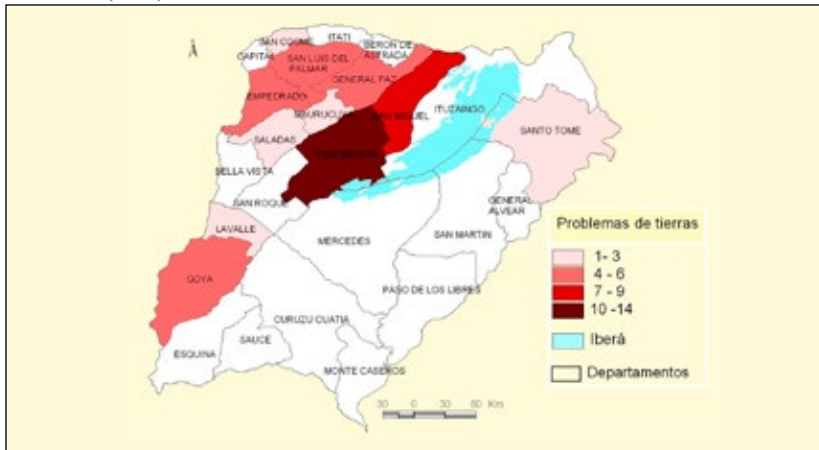 SAN COSME
ITATI
CAPITAL
BERON DE ASTRADA
SAN LUIS DEL PALMAR
GENERAL PAZ
EMPEDRADO
MBURUCUYA
SAN MIGUEL
ITUZAINGO
SALADAS
CONCEPCION
SANTO TOME
BELLA VISTA
SAN ROQUE
GENERAL ALVEAR
LAVALLE
MERCEDES
SAN MARTIN
GOYA
PASO DE LOS LIBRES
CURUZU CUATIA
SAUCE
ESQUINA
MONTE CASEROS
Problemas de tierras
1- 3
4 - 6
7 - 9
10 -14
Iberá
Departamentos
30 0 30 60 Km